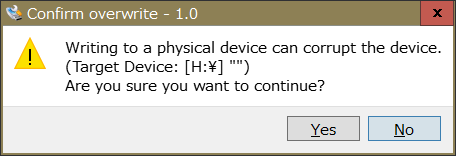 Confirm overwrite - 1.0
Writing to a physical device can corrupt the device.
(Target Device: [H:¥] "")
Are you sure you want to continue?
Yes
No